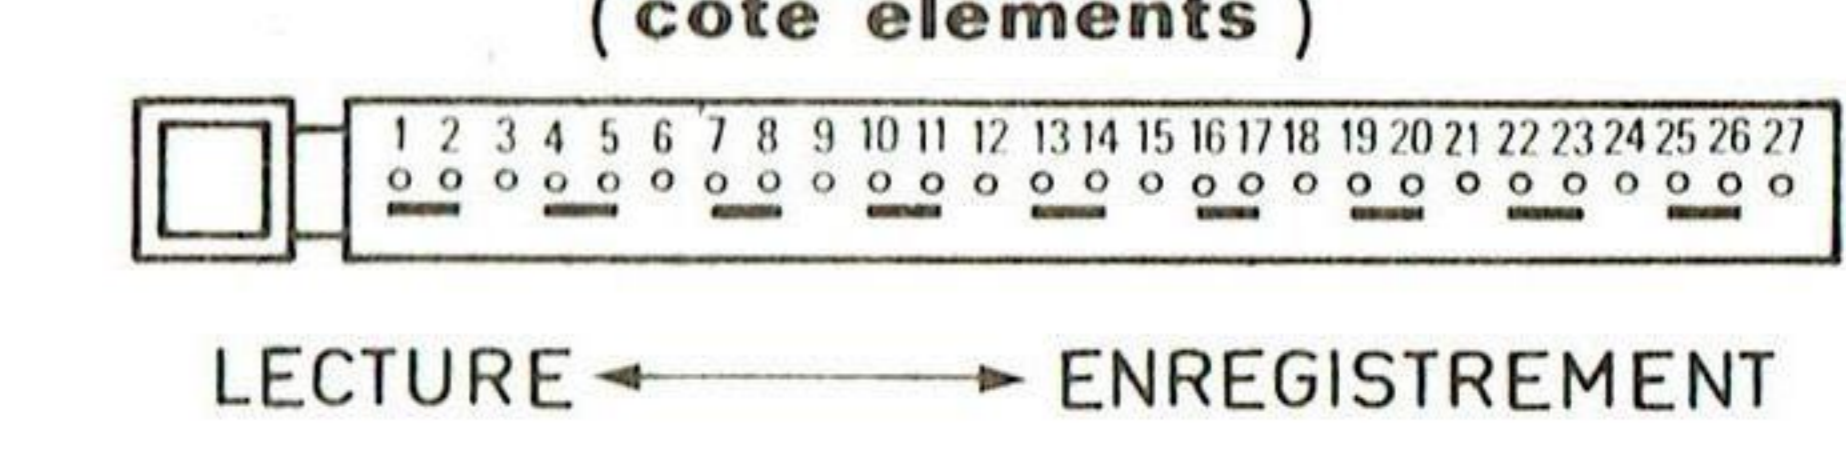 ( cote elements )
1 2 3 4 5 6 7 8 9 10 11 12 13 14 15 16 17 18 19 20 21 22 23 24 25 26 27
LECTURE ENREGISTREMENT